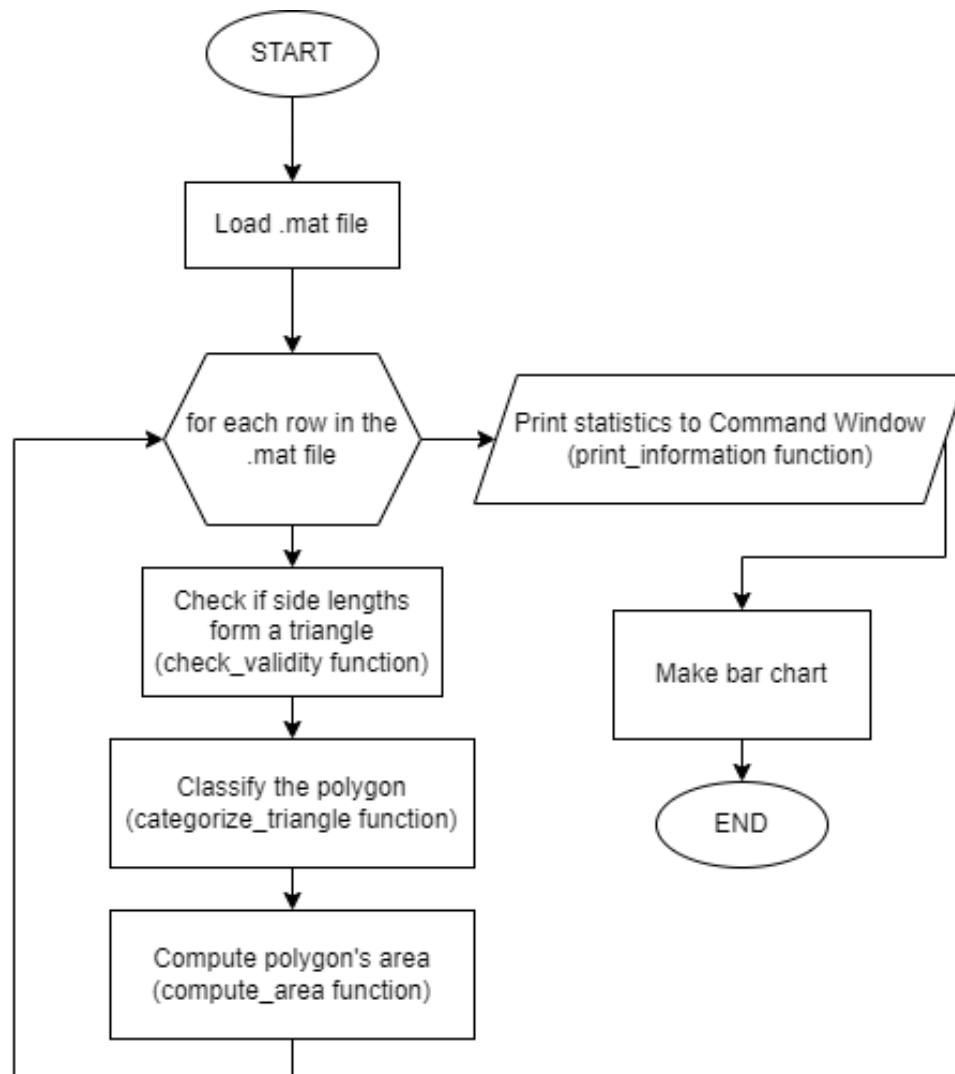 START
Load .mat file
for each row in the
.mat file
Print statistics to Command Window
(print_information function)
Check if side lengths
form a triangle
(check_validity function)
Make bar chart
Classify the polygon
(categorize_triangle function)
END
Compute polygon's area
(compute_area function)